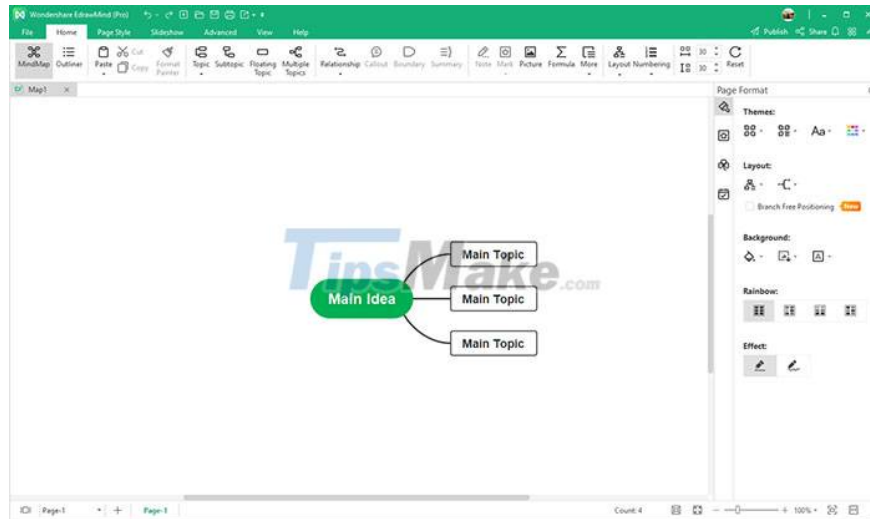 Wondershare EdrawMind (Pro)
File Home Page Style Slideshow Advanced View Help
Publish Share
MindMap Outliner Paste Cut Copy Format Painter Topic Subtopic Floating Topic Multiple Topics Relationship Callout Boundary Summary Note Mark Picture Formula More Layout Numbering 30 30 Reset
Map1
Page Format
Themes:
Aa
Layout:
Branch Free Positioning New
Background:
A
Rainbow:
Effect:
TipsMake.com
Main Idea
Main Topic
Main Topic
Main Topic
Page-1 Page-1 Count: 4 100%